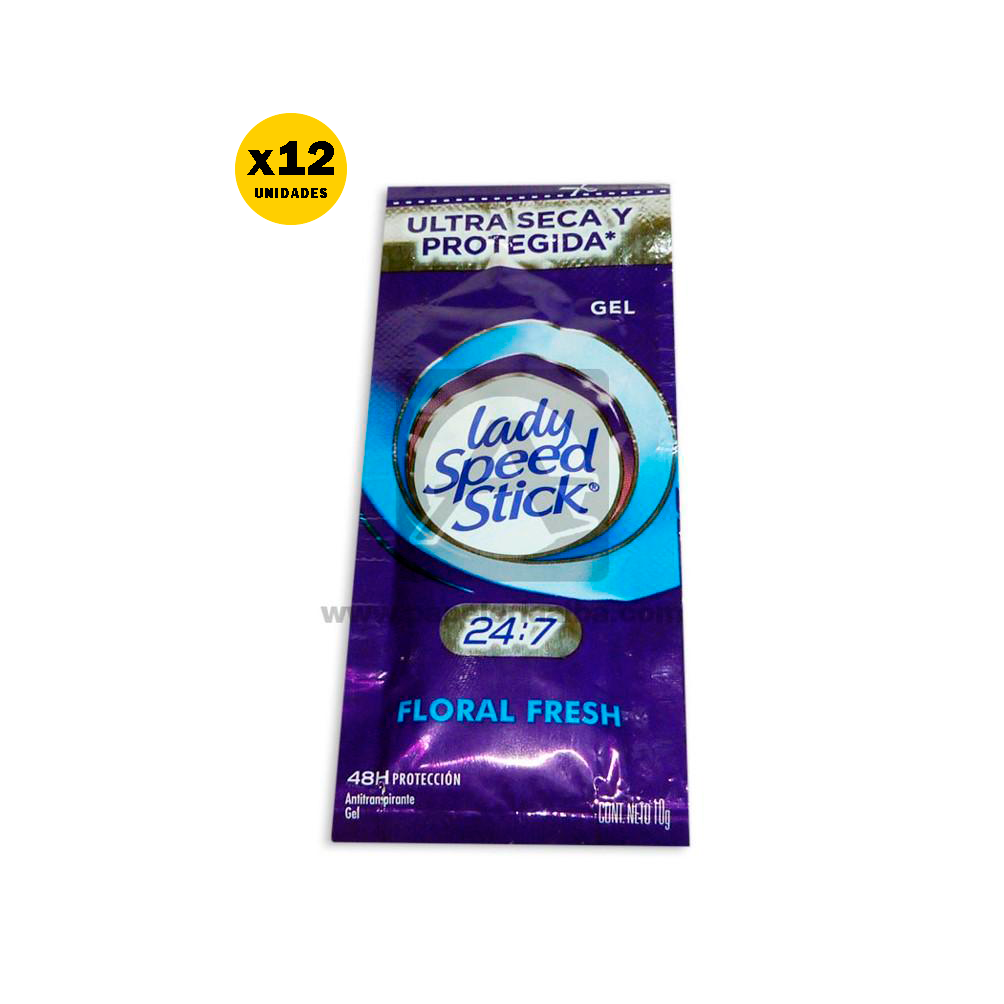 x12
UNIDADES
ULTRA SECA Y
PROTEGIDA*
GEL
lady
Speed
Stick®
24:7
FLORAL FRESH
48H PROTECCIÓN
Antitranspirante
Gel
CONT. NETO 10g